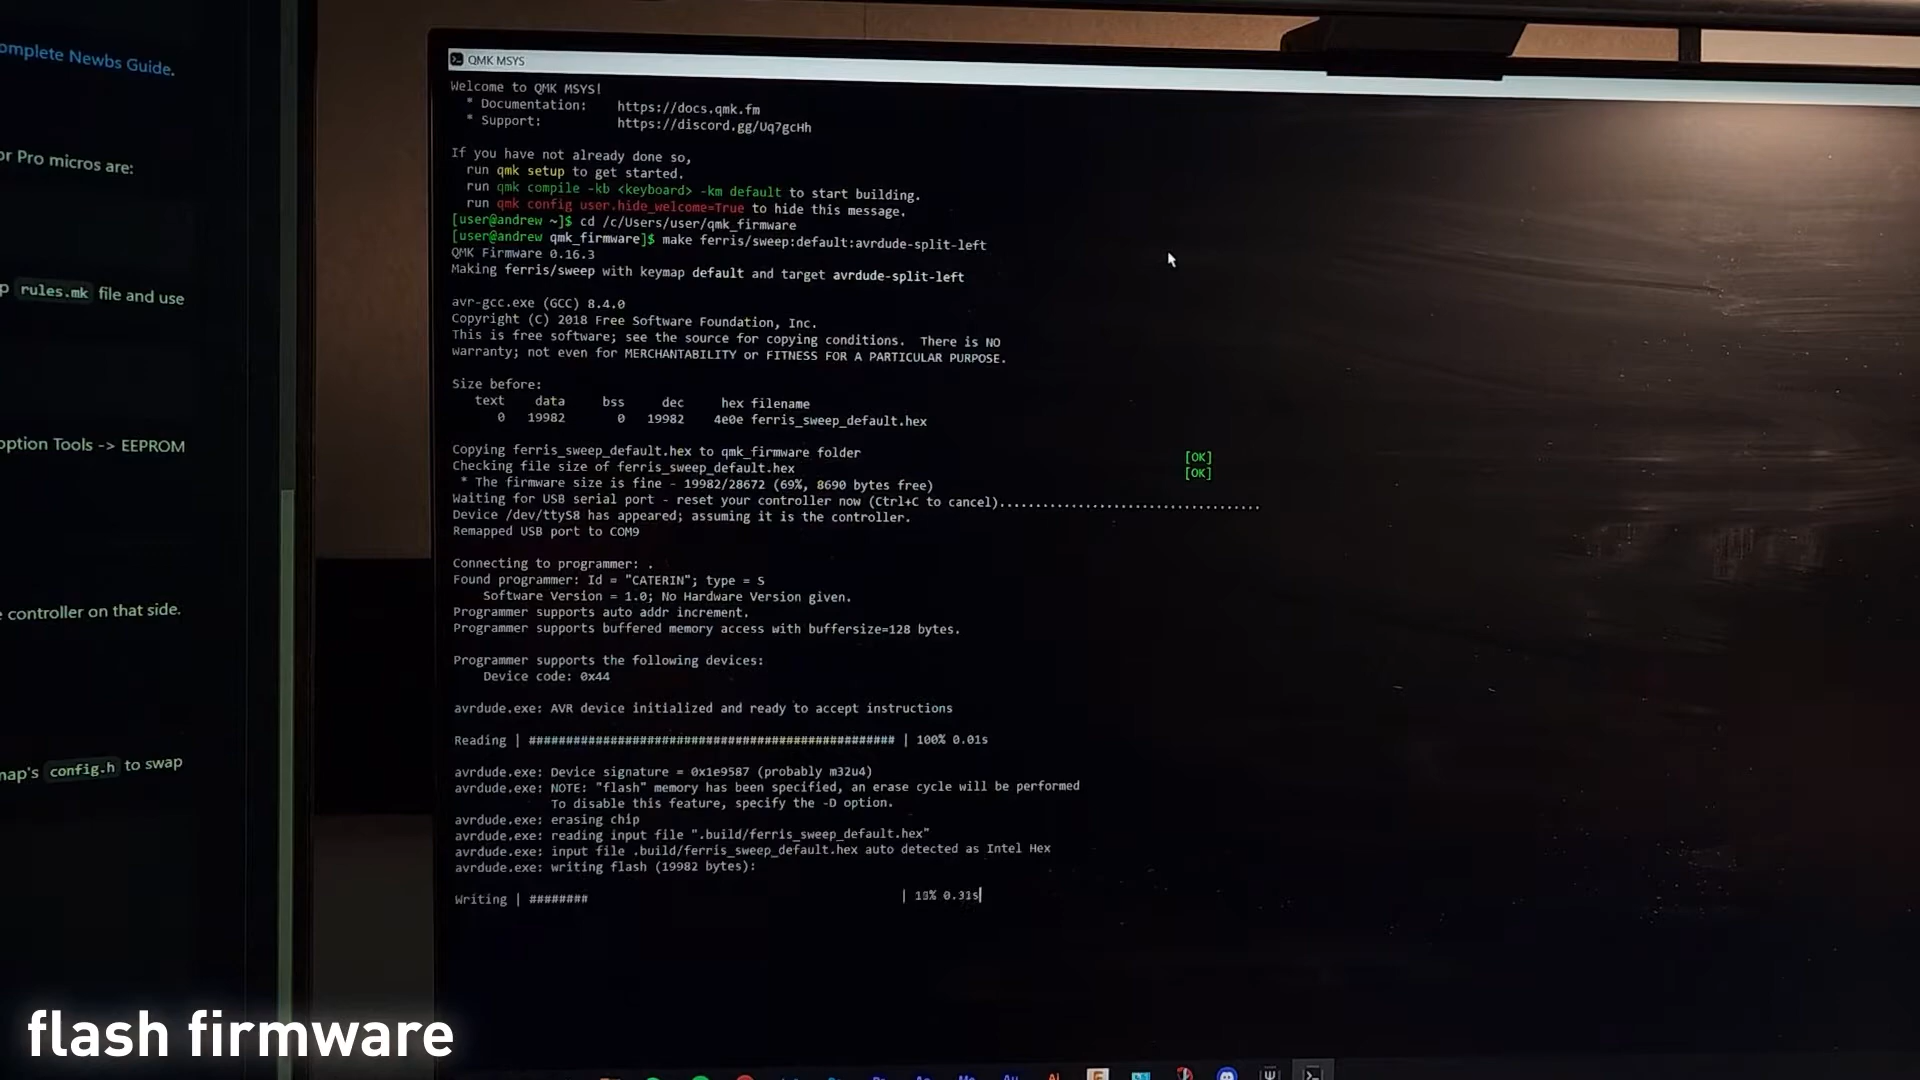 omplete Newbs Guide.
or Pro micros are:
p rules.mk file and use
option Tools -> EEPROM
e controller on that side.
map's config.h to swap
QMK MSYS
Welcome to QMK MSYS!
* Documentation: https://docs.qmk.fm
* Support: https://discord.gg/Uq7gcHh
If you have not already done so,
run qmk setup to get started.
run qmk compile -kb <keyboard> -km default to start building.
run qmk config user.hide_welcome=True to hide this message.
[user@andrew ~]$ cd /c/Users/user/qmk_firmware
[user@andrew qmk_firmware]$ make ferris/sweep:default:avrdude-split-left
QMK Firmware 0.16.3
Making ferris/sweep with keymap default and target avrdude-split-left
avr-gcc.exe (GCC) 8.4.0
Copyright (C) 2018 Free Software Foundation, Inc.
This is free software; see the source for copying conditions. There is NO
warranty; not even for MERCHANTABILITY or FITNESS FOR A PARTICULAR PURPOSE.
Size before:
text data bss dec hex filename
0 19982 0 19982 4e0e ferris_sweep_default.hex
Copying ferris_sweep_default.hex to qmk_firmware folder [OK]
Checking file size of ferris_sweep_default.hex [OK]
* The firmware size is fine - 19982/28672 (69%, 8690 bytes free)
Waiting for USB serial port - reset your controller now (Ctrl+C to cancel)...................................
Device /dev/ttyS8 has appeared; assuming it is the controller.
Remapped USB port to COM9
Connecting to programmer: .
Found programmer: Id = "CATERIN"; type = S
Software Version = 1.0; No Hardware Version given.
Programmer supports auto addr increment.
Programmer supports buffered memory access with buffersize=128 bytes.
Programmer supports the following devices:
Device code: 0x44
avrdude.exe: AVR device initialized and ready to accept instructions
Reading | ################################################## | 100% 0.01s
avrdude.exe: Device signature = 0x1e9587 (probably m32u4)
avrdude.exe: NOTE: "flash" memory has been specified, an erase cycle will be performed
To disable this feature, specify the -D option.
avrdude.exe: erasing chip
avrdude.exe: reading input file ".build/ferris_sweep_default.hex"
avrdude.exe: input file .build/ferris_sweep_default.hex auto detected as Intel Hex
avrdude.exe: writing flash (19982 bytes):
Writing | ######## |
flash firmware